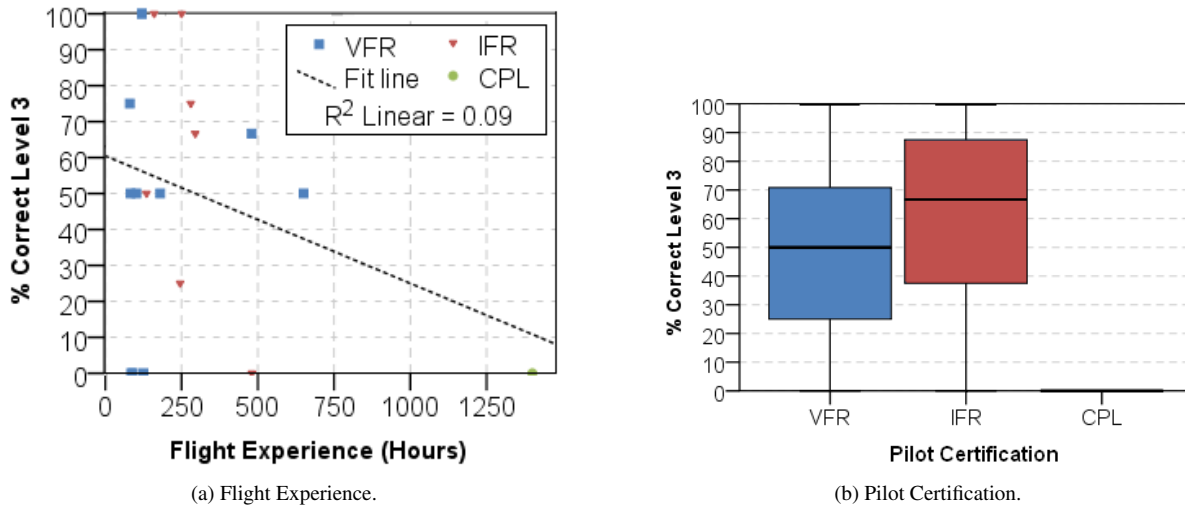 100
90
80
70
60
50
40
30
20
10
0
% Correct Level 3
VFR IFR
Fit line CPL
R² Linear = 0.09
0 250 500 750 1000 1250
Flight Experience (Hours)
(a) Flight Experience.
100
90
80
70
60
50
40
30
20
10
0
% Correct Level 3
VFR IFR CPL
Pilot Certification
(b) Pilot Certification.